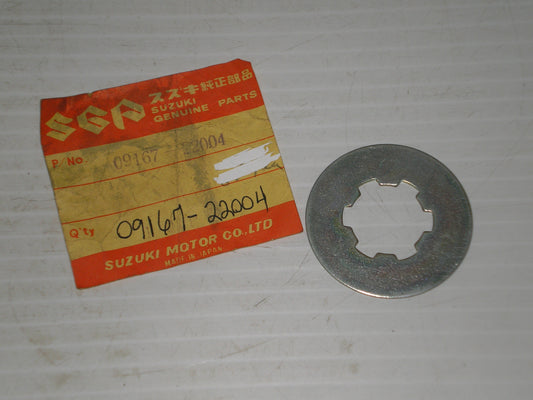 SGP スズキ純正部品
SUZUKI
GENUINE PARTS
P/No. 09167-22004
09167-22004
Q'ty
SUZUKI MOTOR CO.,LTD
MADE IN JAPAN